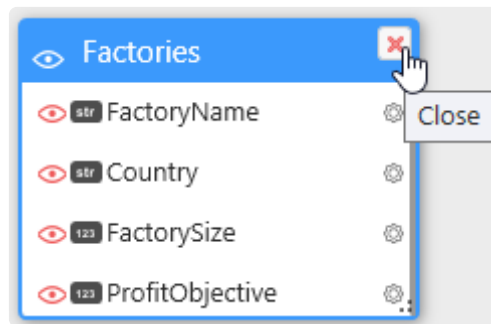 Factories
Close
str FactoryName
str Country
123 FactorySize
123 ProfitObjective